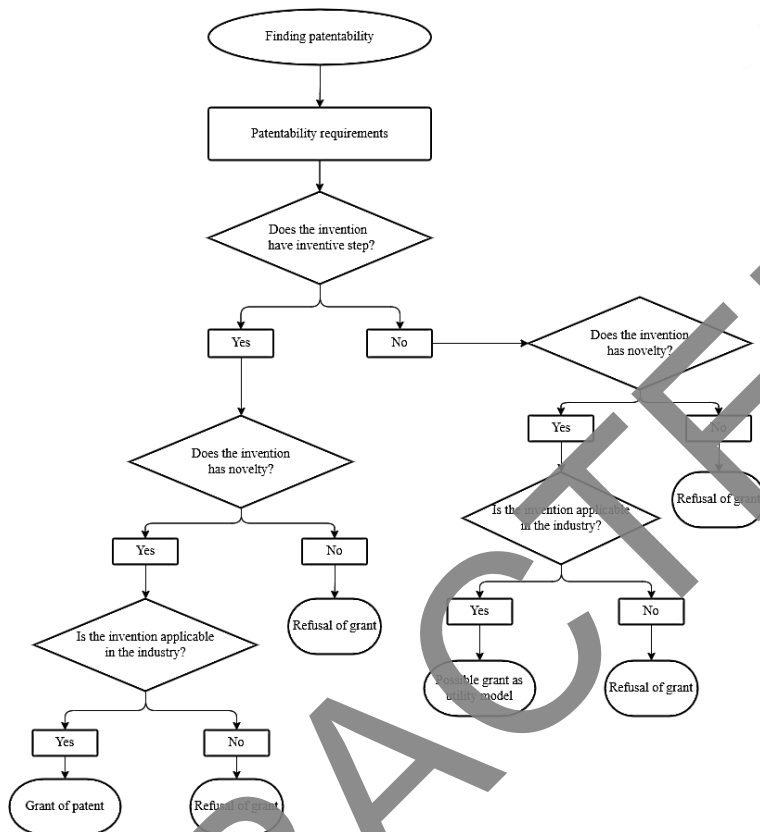 Finding patentability
Patentability requirements
Does the invention
have inventive step?
Yes
No
Does the invention
has novelty?
Yes
No
Refusal of grant
Is the invention applicable
in the industry?
Yes
No
Possible grant as
utility model
Refusal of grant
Does the invention
has novelty?
Yes
No
Refusal of grant
Is the invention applicable
in the industry?
Yes
No
Grant of patent
Refusal of grant